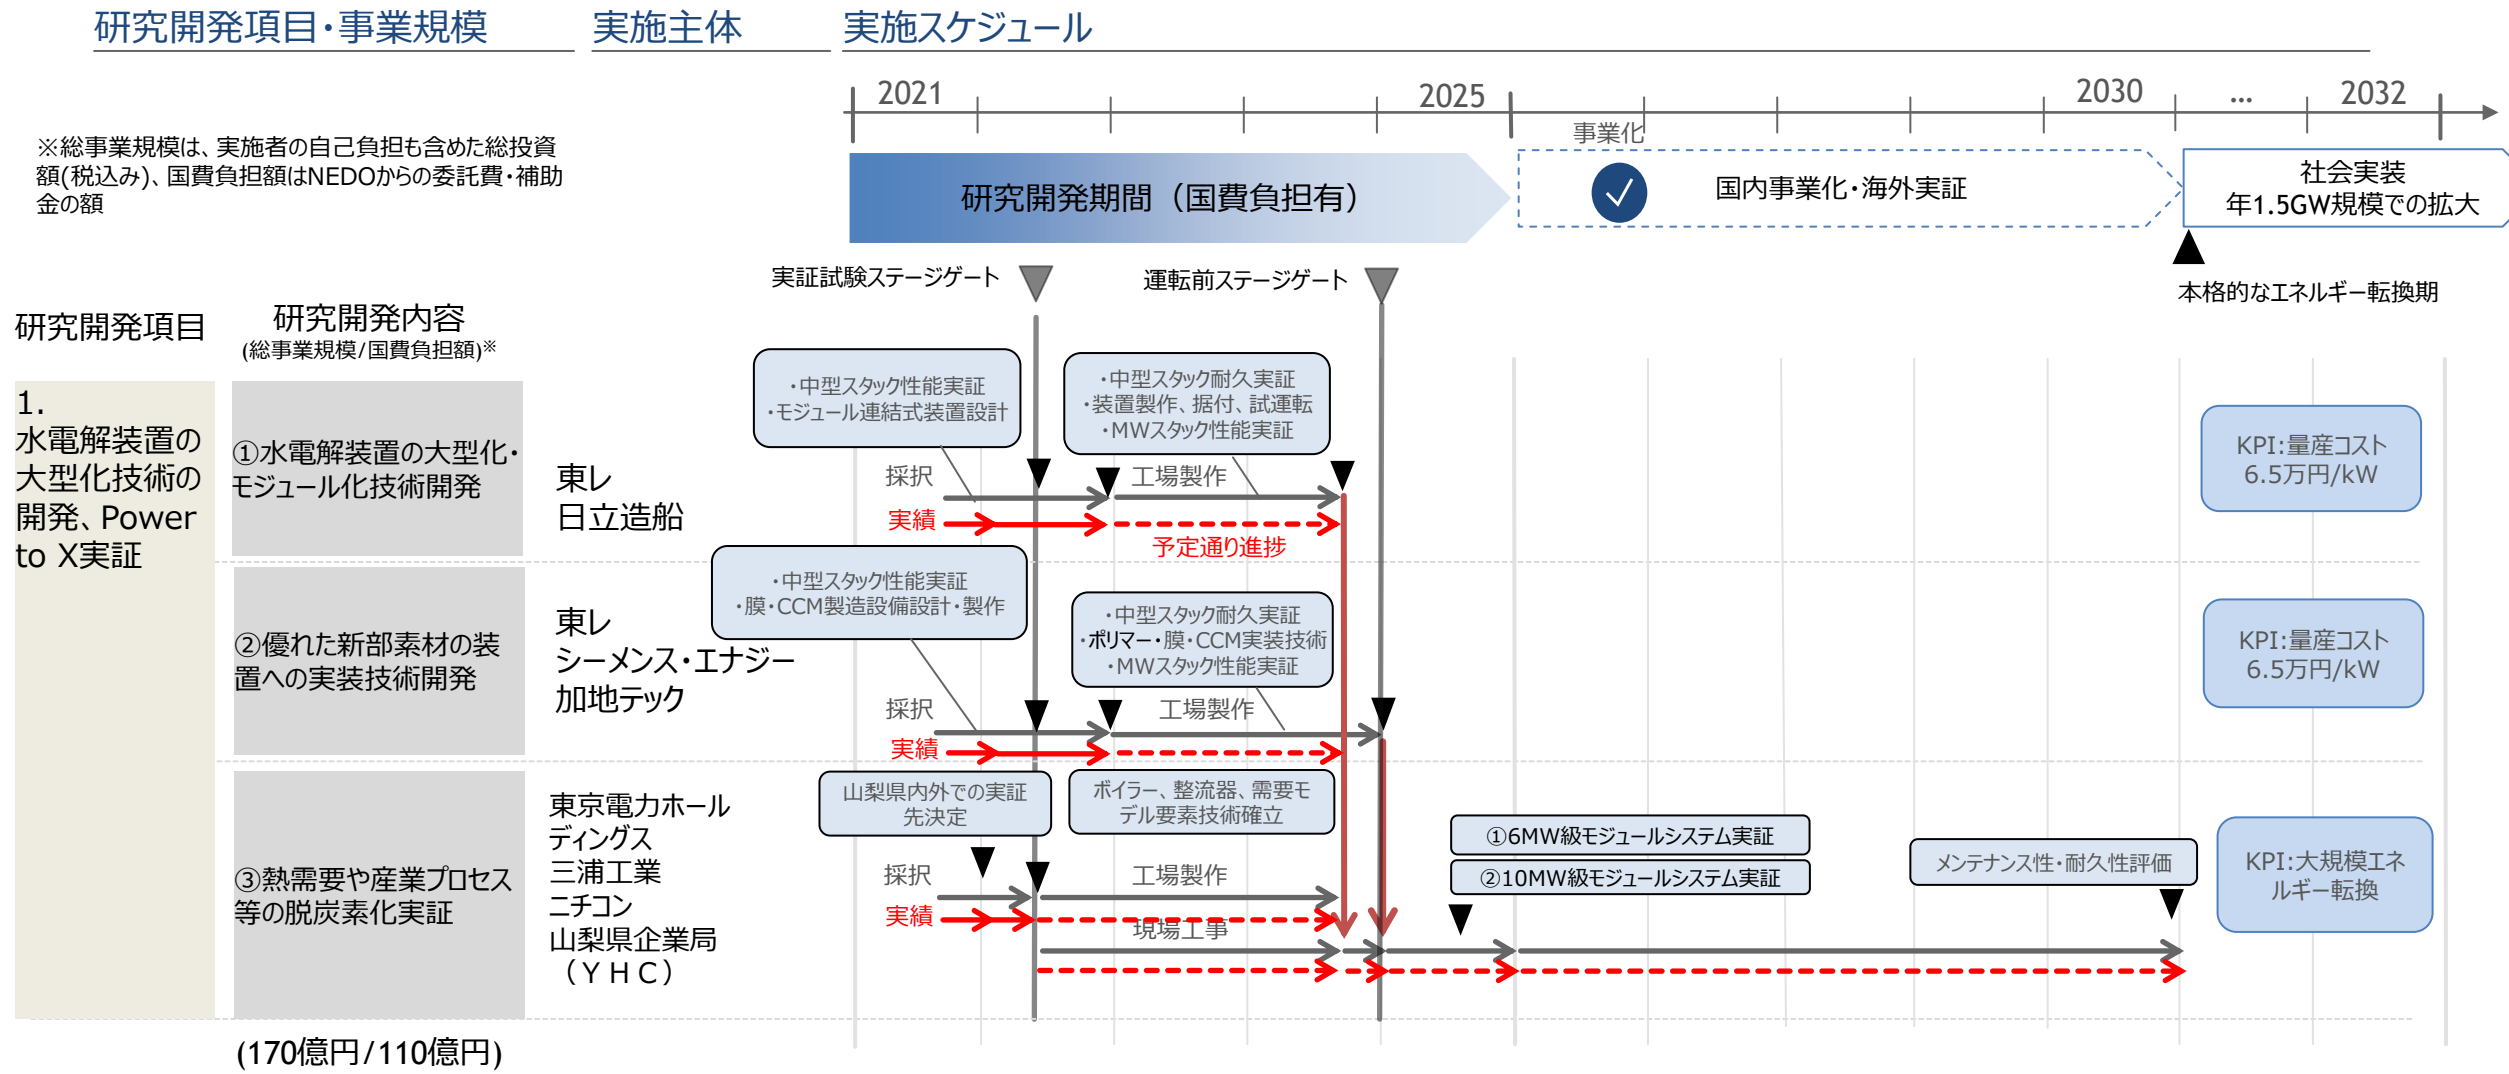 研究開発項目・事業規模
実施主体
実施スケジュール
2021
2025
2030
…
2032
※総事業規模は、実施者の自己負担も含めた総投資
額(税込み)、国費負担額はNEDOからの委託費・補助
金の額
事業化
研究開発期間（国費負担有）
国内事業化・海外実証
社会実装
年1.5GW規模での拡大
実証試験ステージゲート
運転前ステージゲート
本格的なエネルギー転換期
研究開発項目
研究開発内容
(総事業規模/国費負担額)※
1.
水電解装置の
大型化技術の
開発、Power
to X実証
①水電解装置の大型化・
モジュール化技術開発
東レ
日立造船
・中型スタック性能実証
・モジュール連結式装置設計
・中型スタック耐久実証
・装置製作、据付、試運転
・MWスタック性能実証
採択
工場製作
実績
予定通り進捗
KPI:量産コスト
6.5万円/kW
②優れた新部素材の装
置への実装技術開発
東レ
シーメンス・エナジー
加地テック
・中型スタック性能実証
・膜・CCM製造設備設計・製作
・中型スタック耐久実証
・ポリマー・膜・CCM実装技術
・MWスタック性能実証
採択
工場製作
実績
KPI:量産コスト
6.5万円/kW
③熱需要や産業プロセス
等の脱炭素化実証
東京電力ホール
ディングス
三浦工業
ニチコン
山梨県企業局
（ＹＨＣ）
山梨県内外での実証
先決定
ボイラー、整流器、需要モ
デル要素技術確立
採択
工場製作
実績
現場工事
①6MW級モジュールシステム実証
②10MW級モジュールシステム実証
メンテナンス性・耐久性評価
KPI:大規模エネ
ルギー転換
(170億円/110億円)